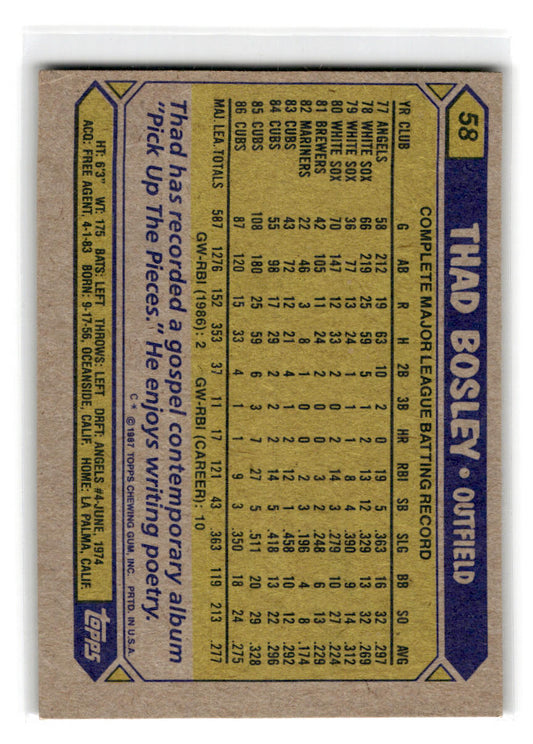 58
THAD BOSLEY • OUTFIELD
COMPLETE MAJOR LEAGUE BATTING RECORD
YR CLUB G AB R H 2B 3B HR RBI SB SLG BB SO AVG
77 ANGELS 58 212 19 63 10 2 0 19 5 .363 16 32 .297
78 WHITE SOX 66 219 25 59 5 1 2 13 12 .329 13 32 .269
79 WHITE SOX 36 77 13 24 1 1 1 8 4 .390 9 14 .312
80 WHITE SOX 70 147 12 33 2 0 2 14 3 .279 10 27 .224
81 BREWERS 42 105 11 24 2 0 0 3 2 .248 6 13 .229
82 MARINERS 22 46 3 8 1 0 0 2 3 .196 4 8 .174
83 CUBS 43 72 12 21 4 1 2 12 1 .458 10 12 .292
84 CUBS 55 98 17 29 2 2 2 14 5 .418 13 22 .296
85 CUBS 108 180 25 59 6 3 7 27 5 .511 20 29 .328
86 CUBS 87 120 15 33 4 1 1 9 3 .350 18 24 .275
MAJ. LEA. TOTALS 587 1276 152 353 37 11 17 121 43 .363 119 213 .277
GW-RBI (1986): 2 GW-RBI (CAREER): 10
Thad has recorded a gospel contemporary album
"Pick Up The Pieces." He enjoys writing poetry.
C* © 1987 TOPPS CHEWING GUM, INC. PRTD. IN U.S.A.
HT: 6'3" WT: 175 BATS: LEFT THROWS: LEFT DRFT: ANGELS #4-JUNE, 1974
ACQ: FREE AGENT, 4-1-83 BORN: 9-17-56, OCEANSIDE, CALIF. HOME: LA PALMA, CALIF.
topps